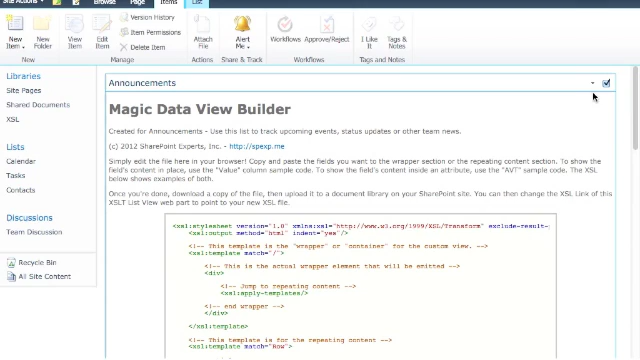 Site Actions Browse Page Items List
New Item
New Folder
View Item
Edit Item
Version History
Item Permissions
Delete Item
Attach File
Alert Me
Workflows
Approve/Reject
I Like It
Tags & Notes
New
Manage
Actions
Share & Track
Workflows
Tags and Notes
Libraries
Site Pages
Shared Documents
XSL
Lists
Calendar
Tasks
Contacts
Discussions
Team Discussion
Recycle Bin
All Site Content
Announcements
Magic Data View Builder
Created for Announcements - Use this list to track upcoming events, status updates or other team news.
(c) 2012 SharePoint Experts, Inc. - http://spexp.me
Simply edit the file here in your browser! Copy and paste the fields you want to the wrapper section or the repeating content section. To show the
field's content in place, use the "Value" column sample code. To show the field's content inside an attribute, use the "AVT" sample code. The XSL
below shows examples of both.
Once you're done, download a copy of the file, then upload it to a document library on your SharePoint site. You can then change the XSL Link of this
XSLT List View web part to point to your new XSL file.
<xsl:stylesheet version="1.0" xmlns:xsl="http://www.w3.org/1999/XSL/Transform" exclude-result-
<xsl:output method="html" indent="yes"/>
<!-- This template is the "wrapper" or "container" for the custom view. -->
<xsl:template match="/">
<!-- This is the actual wrapper element that will be emitted -->
<div>
<!-- Jump to repeating content -->
<xsl:apply-templates/>
<!-- end wrapper -->
</div>
</xsl:template>
<!-- This template is for the repeating content -->
<xsl:template match="Row">